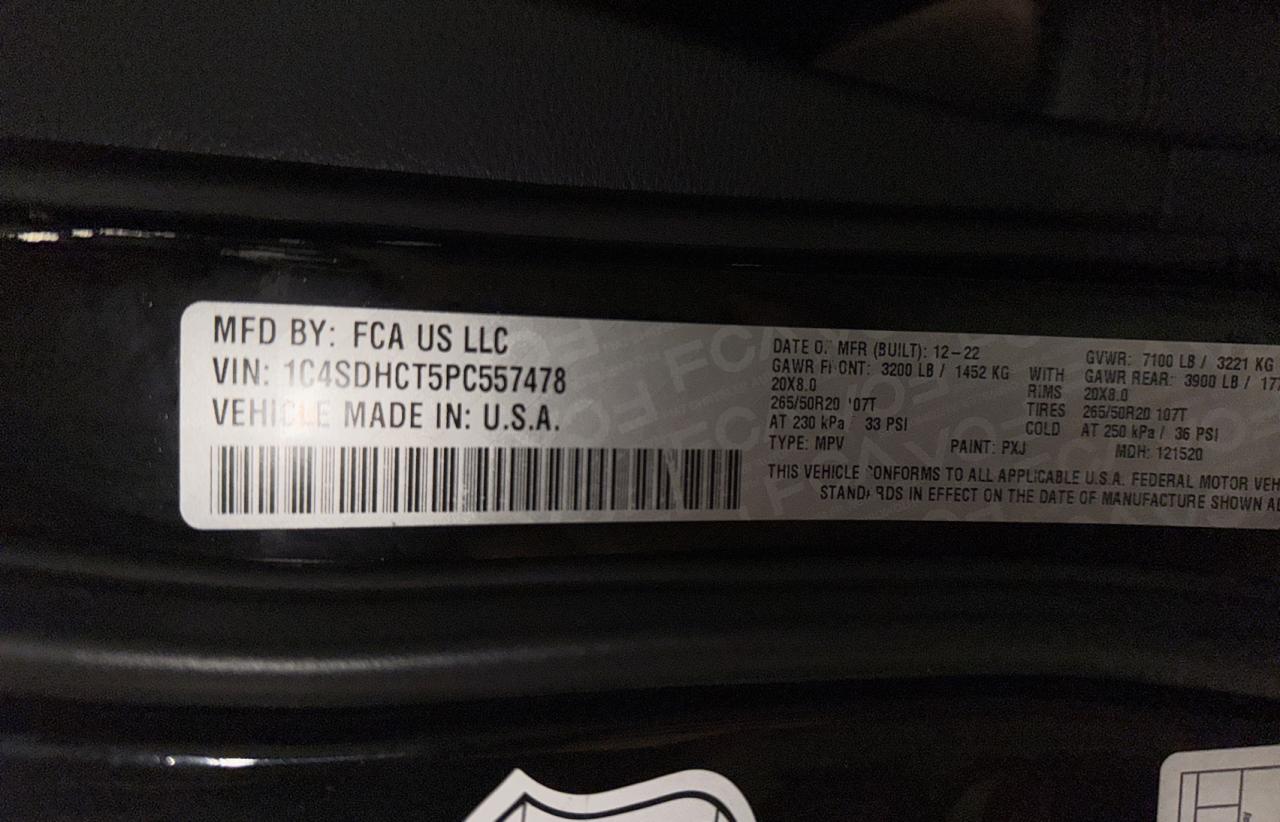 MFD BY: FCA US LLC
VIN: 1C4SDHCT5PC557478
VEHICLE MADE IN: U.S.A.
DATE O. MFR (BUILT): 12-22
GAWR FRONT: 3200 LB / 1452 KG
20X8.0
265/50R20 107T
AT 230 kPa / 33 PSI
TYPE: MPV
PAINT: PXJ
WITH
RIMS
TIRES
COLD
GVWR: 7100 LB / 3221 KG
GAWR REAR: 3900 LB / 17
20X8.0
265/50R20 107T
AT 250 kPa / 36 PSI
MDH: 121520
THIS VEHICLE CONFORMS TO ALL APPLICABLE U.S.A. FEDERAL MOTOR VEH
STANDARDS IN EFFECT ON THE DATE OF MANUFACTURE SHOWN A